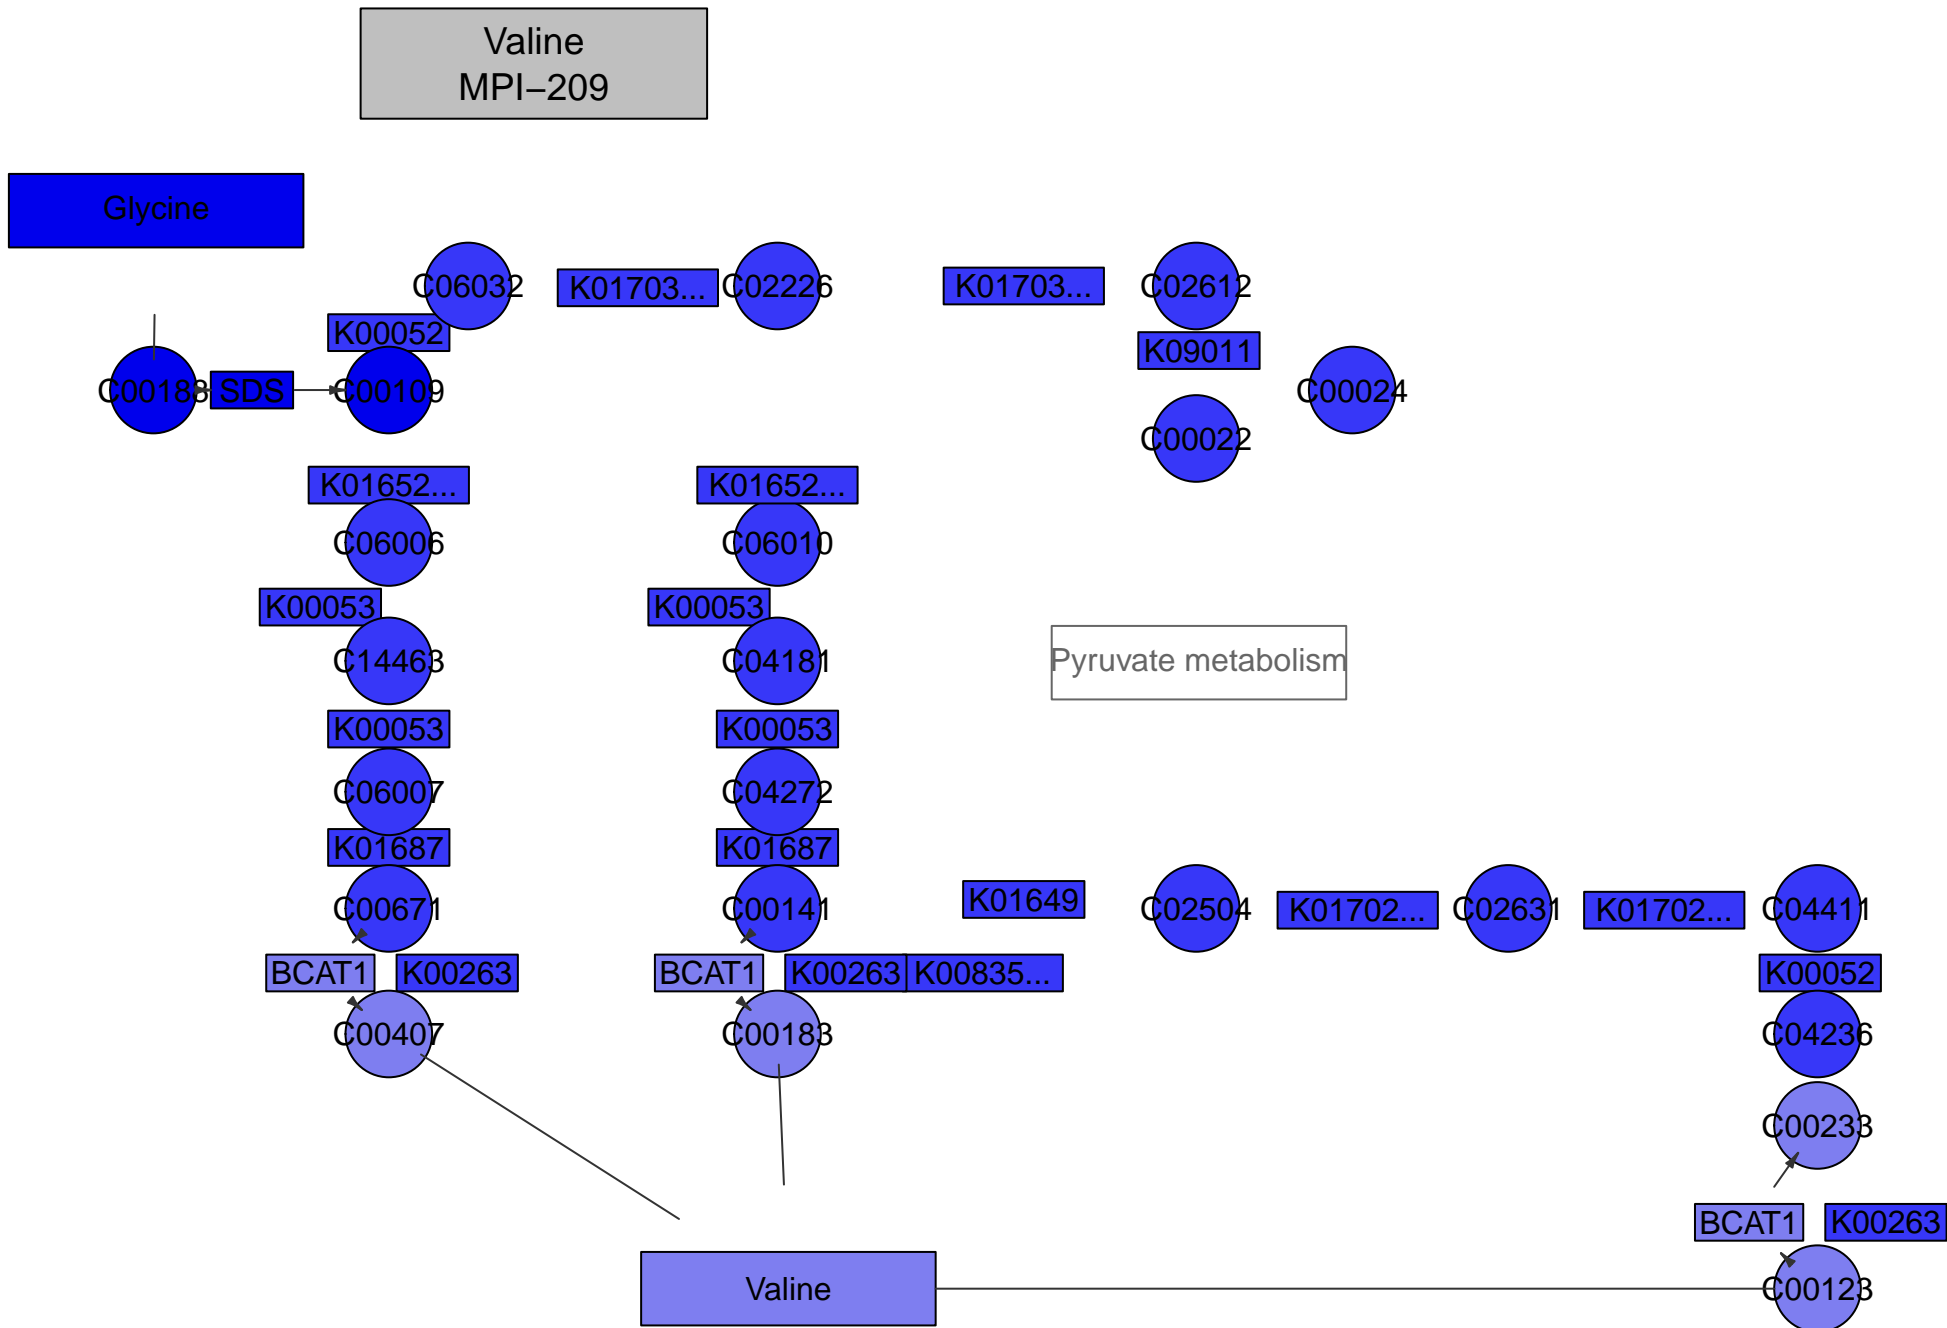 Valine
MPI−209
Glycine
C06032
K01703...
C02226
K01703...
C02612
K00052
K09011
C00188
SDS
C00109
C00024
C00022
K01652...
K01652...
C06006
C06010
K00053
K00053
C14463
C04181
Pyruvate metabolism
K00053
K00053
C06007
C04272
K01687
K01687
C00671
C00141
K01649
C02504
K01702...
C02631
K01702...
C04411
BCAT1
K00263
BCAT1
K00263
K00835...
K00052
C00407
C00183
C04236
C00233
BCAT1
K00263
Valine
C00123